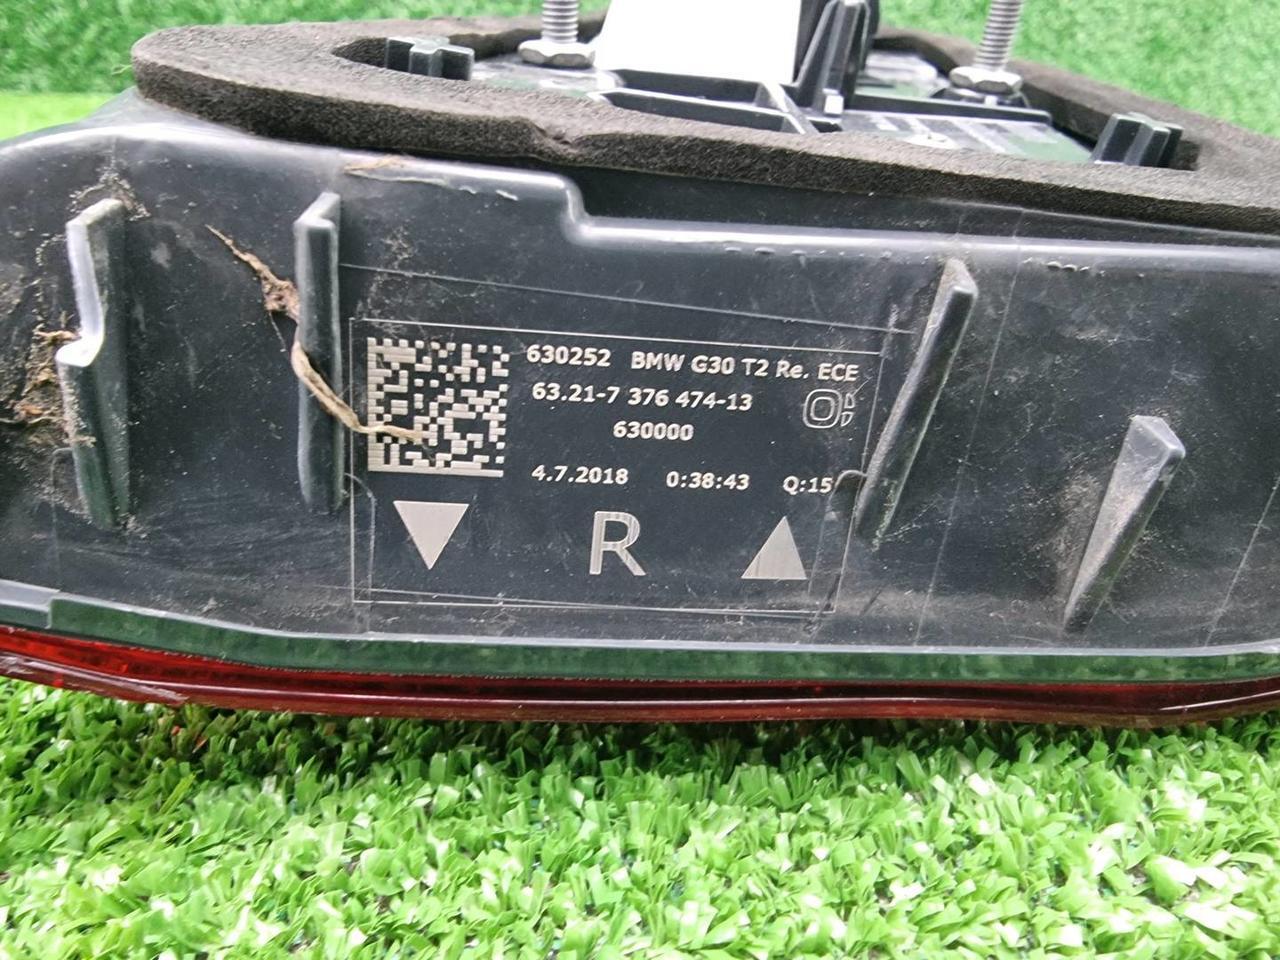 630252 BMW G30 T2 Re. ECE
63.21-7 376 474-13
630000
4.7.2018 0:38:43 Q:15
R